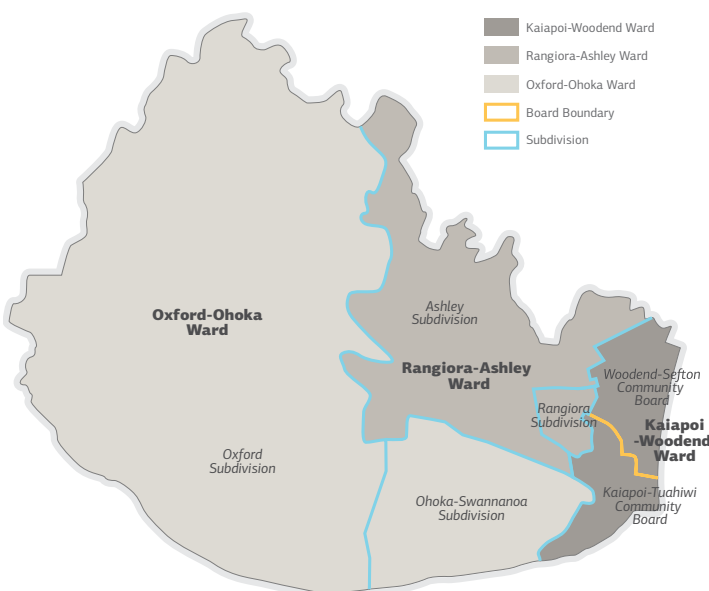 Kaiapoi-Woodend Ward
Rangiora-Ashley Ward
Oxford-Ohoka Ward
Board Boundary
Subdivision
Oxford-Ohoka
Ward
Ashley
Subdivision
Rangiora-Ashley
Ward
Woodend-Sefton
Community
Board
Rangiora
Subdivision
Kaiapoi
-Woodend
Ward
Oxford
Subdivision
Ohoka-Swannanoa
Subdivision
Kaiapoi-Tuahiwi
Community
Board